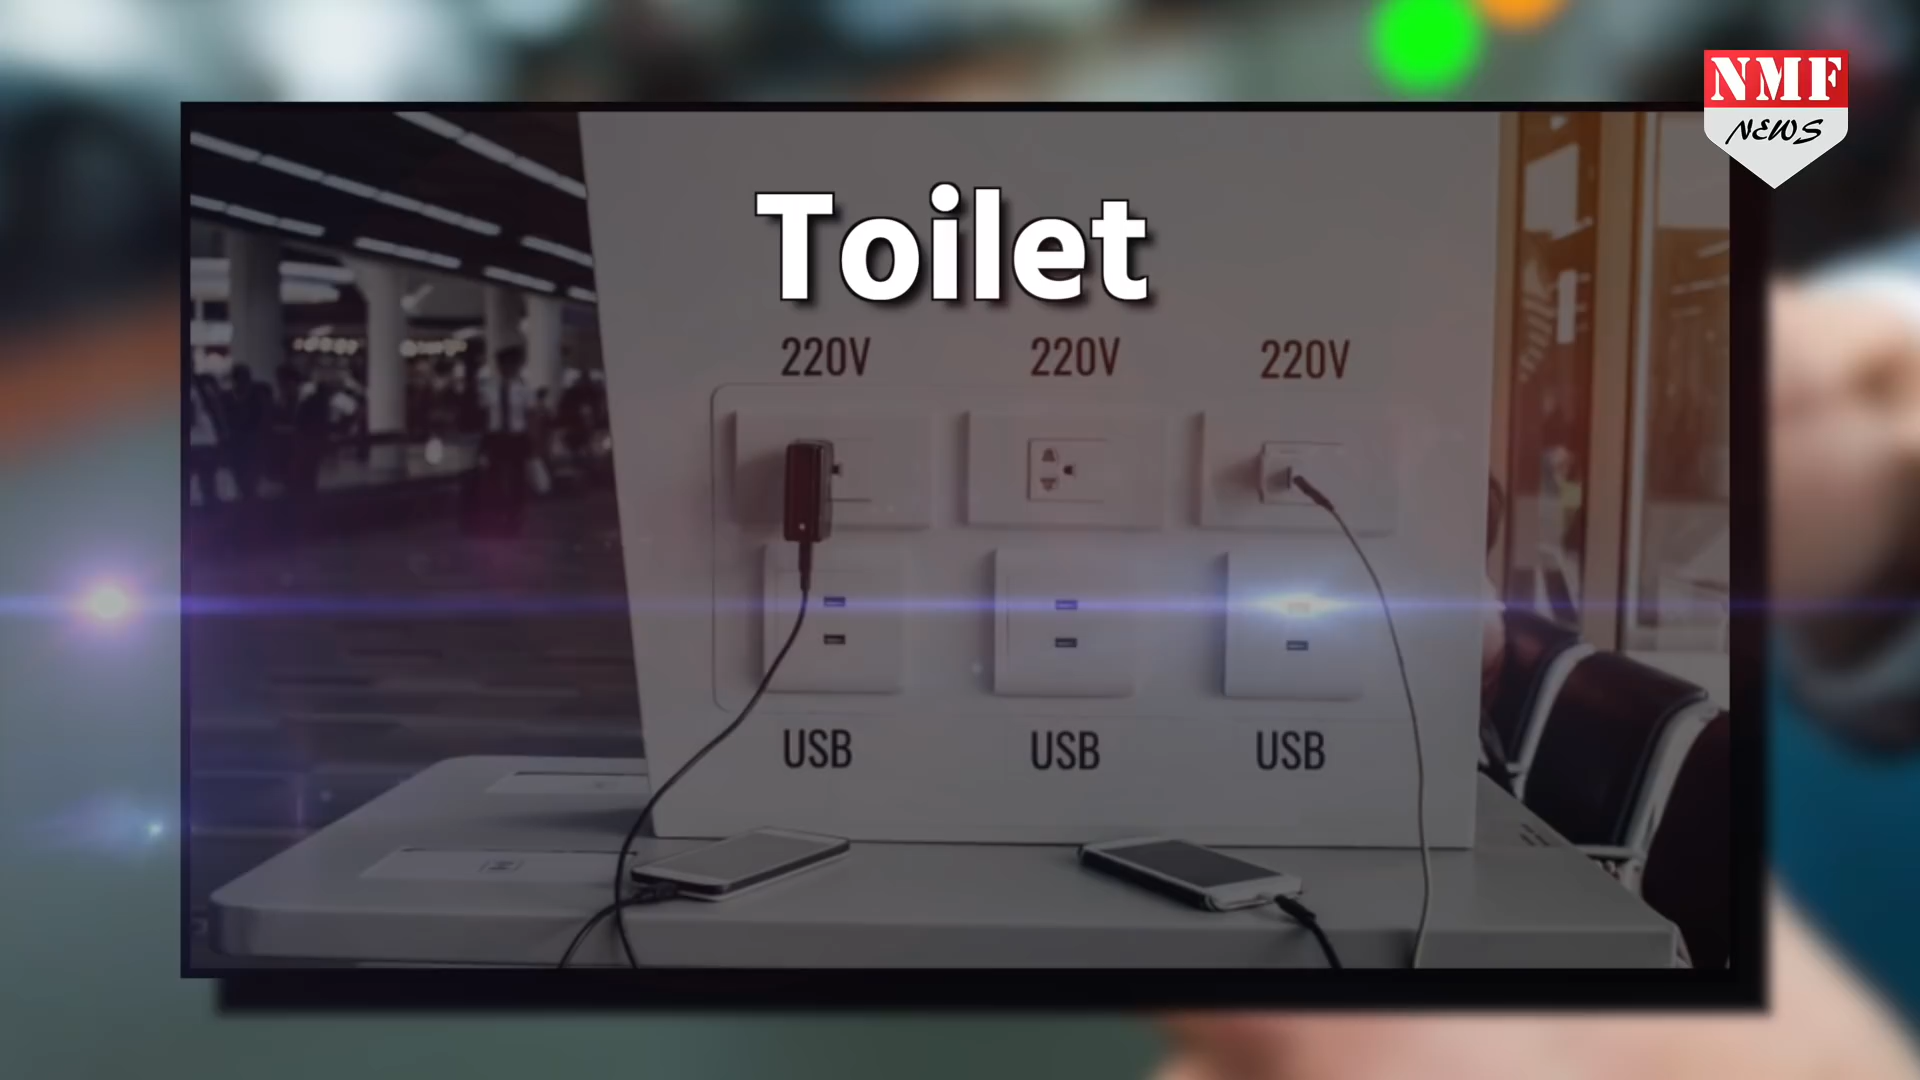 NMF
NEWS
Toilet
220V 220V 220V
USB USB USB